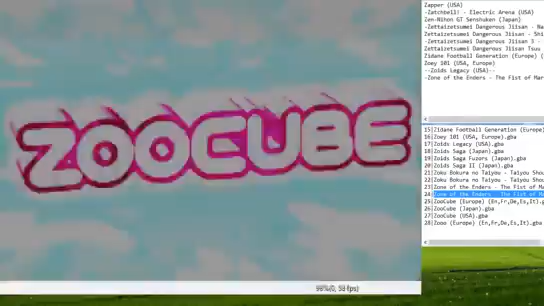 ZOOCUBE
98%(0, 58 fps)
Zapper (USA)
-Zatchbell! - Electric Arena (USA)
Zen-Nihon GT Senshuken (Japan)
-Zettaizetsumei Dangerous Jiisan - Na
Zettaizetsumei Dangerous Jiisan - Shi
Zettaizetsumei Dangerous Jiisan 3 -
Zettaizetsumei Dangerous Jiisan Tsuu
Zidane Football Generation (Europe) (
Zoey 101 (USA, Europe)
--Zoids Legacy (USA)--
-Zone of the Enders - The Fist of Mar
15|Zidane Football Generation (Europe)
16|Zoey 101 (USA, Europe).gba
17|Zoids Legacy (USA).gba
18|Zoids Saga (Japan).gba
19|Zoids Saga Fuzors (Japan).gba
20|Zoids Saga II (Japan).gba
21|Zoku Bokura no Taiyou - Taiyou Shou
22|Zoku Bokura no Taiyou - Taiyou Shou
23|Zone of the Enders - The Fist of Ma
24|Zone of the Enders - The Fist of M
25|ZooCube (Europe) (En,Fr,De,Es,It).g
26|ZooCube (Japan).gba
27|ZooCube (USA).gba
28|Zooo (Europe) (En,Fr,De,Es,It).gba